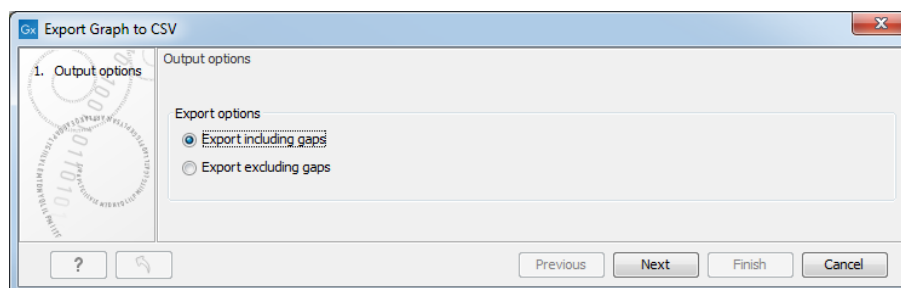 Gx Export Graph to CSV
X
1. Output options
Output options
Export options
Export including gaps
Export excluding gaps
?
Previous
Next
Finish
Cancel